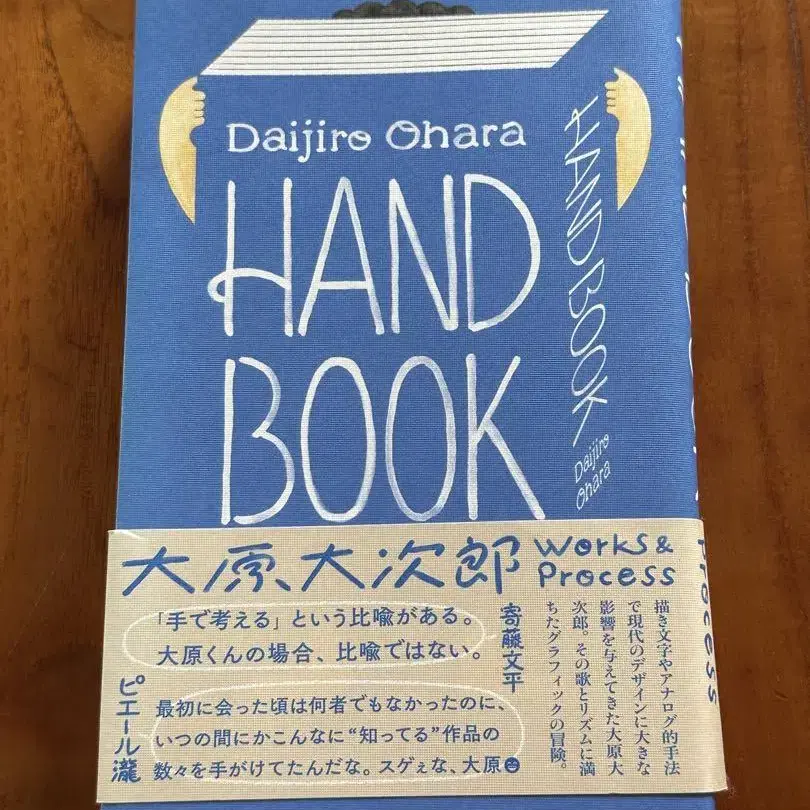 Daijiro Ohara
HAND
BOOK
HAND BOOK
Daijiro
Ohara
大原大次郎
Works &
Process
「手で考える」という比喩がある。
大原くんの場合、比喩ではない。
寄藤文平
最初に会った頃は何者でもなかったのに、
いつの間にかこんなに“知ってる”作品の
数々を手がけてたんだな。スゲぇな、大原
ピエール瀧
描き文字やアナログ的手法
で現代のデザインに大きな
影響を与えてきた大原大
次郎。その歌とリズムに満
ちたグラフィックの冒険。
Process